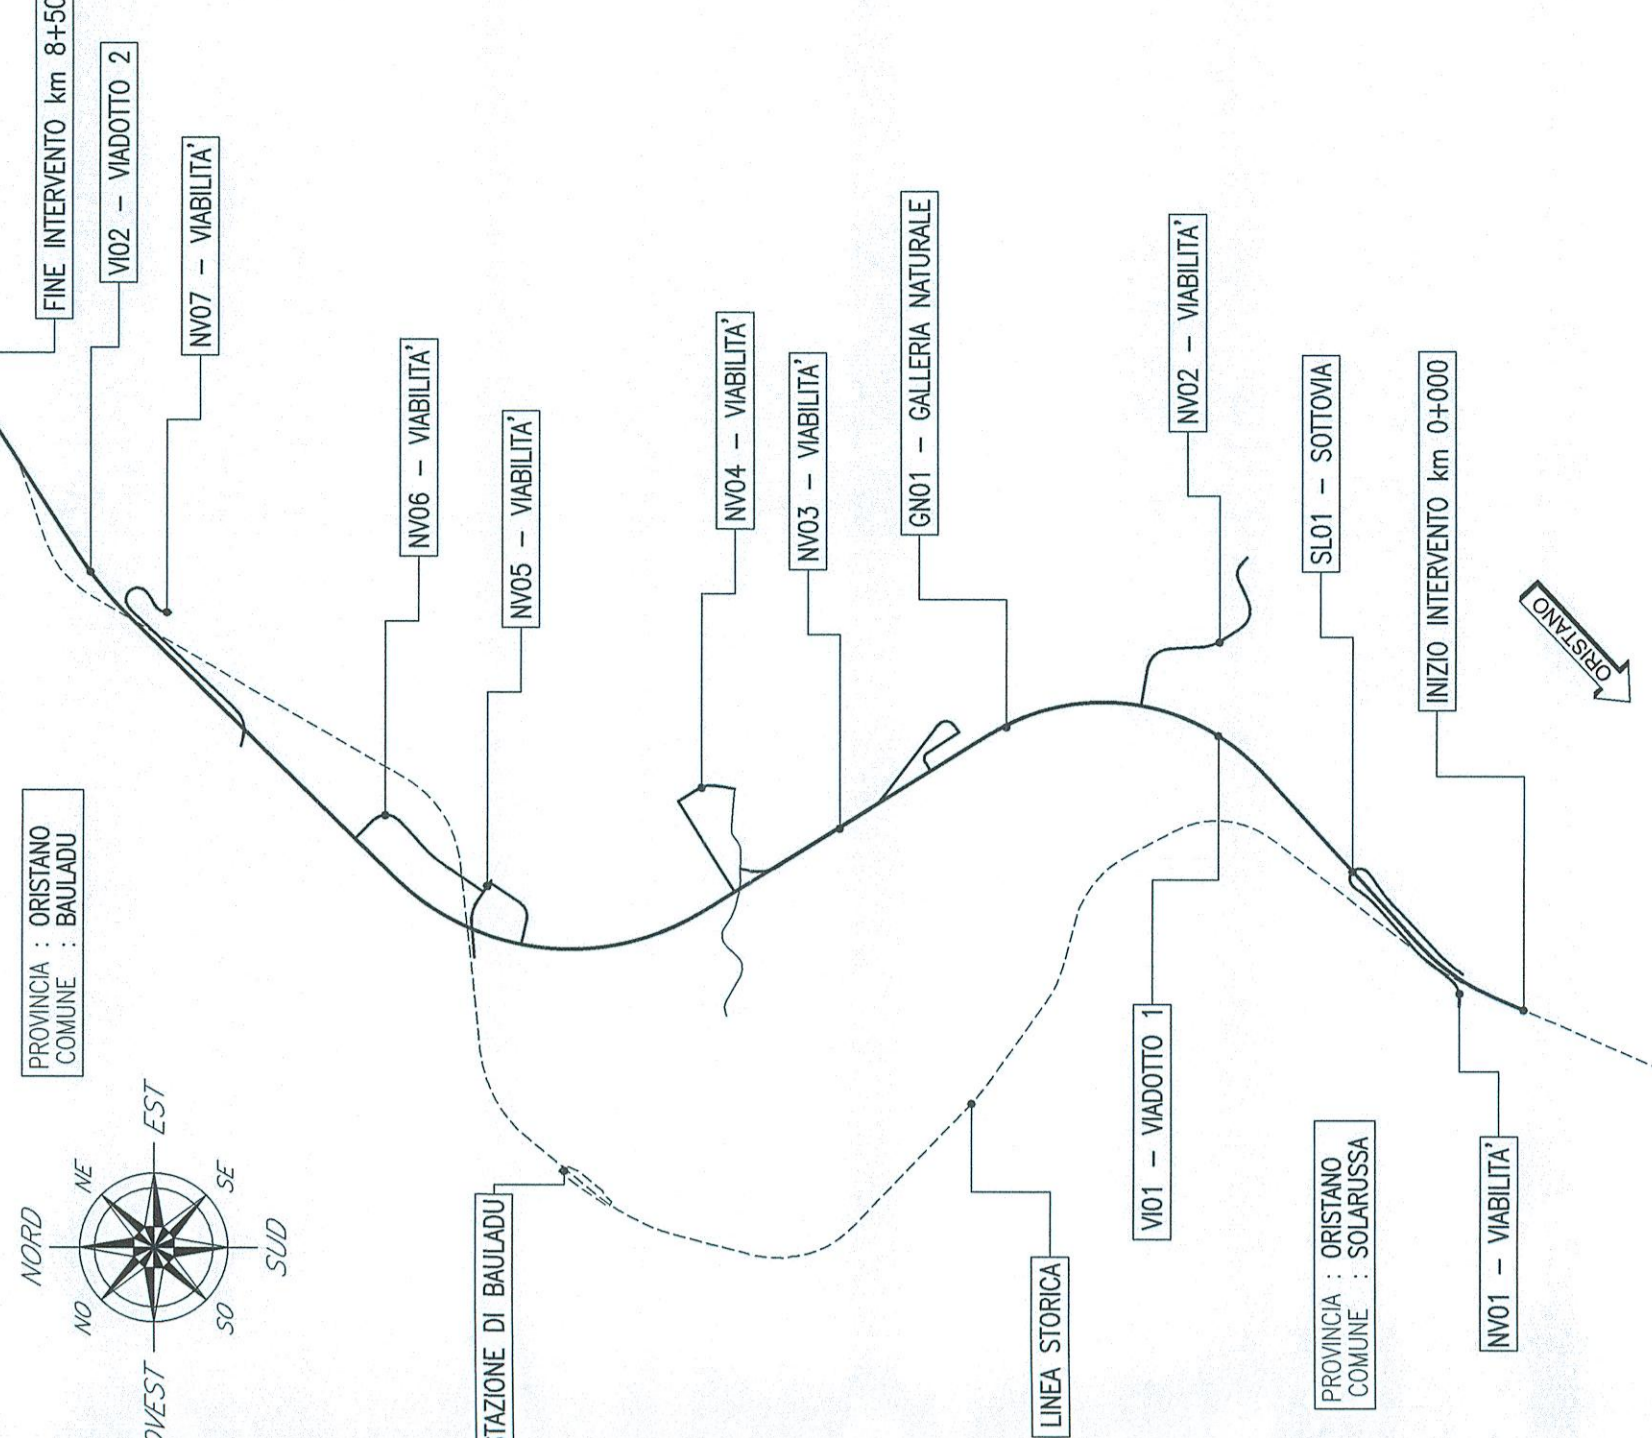 FINE INTERVENTO km 8+50
VI02 – VIADOTTO 2
NV07 – VIABILITA'
NV06 – VIABILITA'
NV05 – VIABILITA'
NV04 – VIABILITA'
NV03 – VIABILITA'
GN01 – GALLERIA NATURALE
NV02 – VIABILITA'
SL01 – SOTTOVIA
INIZIO INTERVENTO km 0+000
ORISTANO
PROVINCIA : ORISTANO
COMUNE : BAULADU
NORD
NE
EST
SE
SUD
SO
OVEST
NO
STAZIONE DI BAULADU
LINEA STORICA
VI01 – VIADOTTO 1
PROVINCIA : ORISTANO
COMUNE : SOLARUSSA
NV01 – VIABILITA'